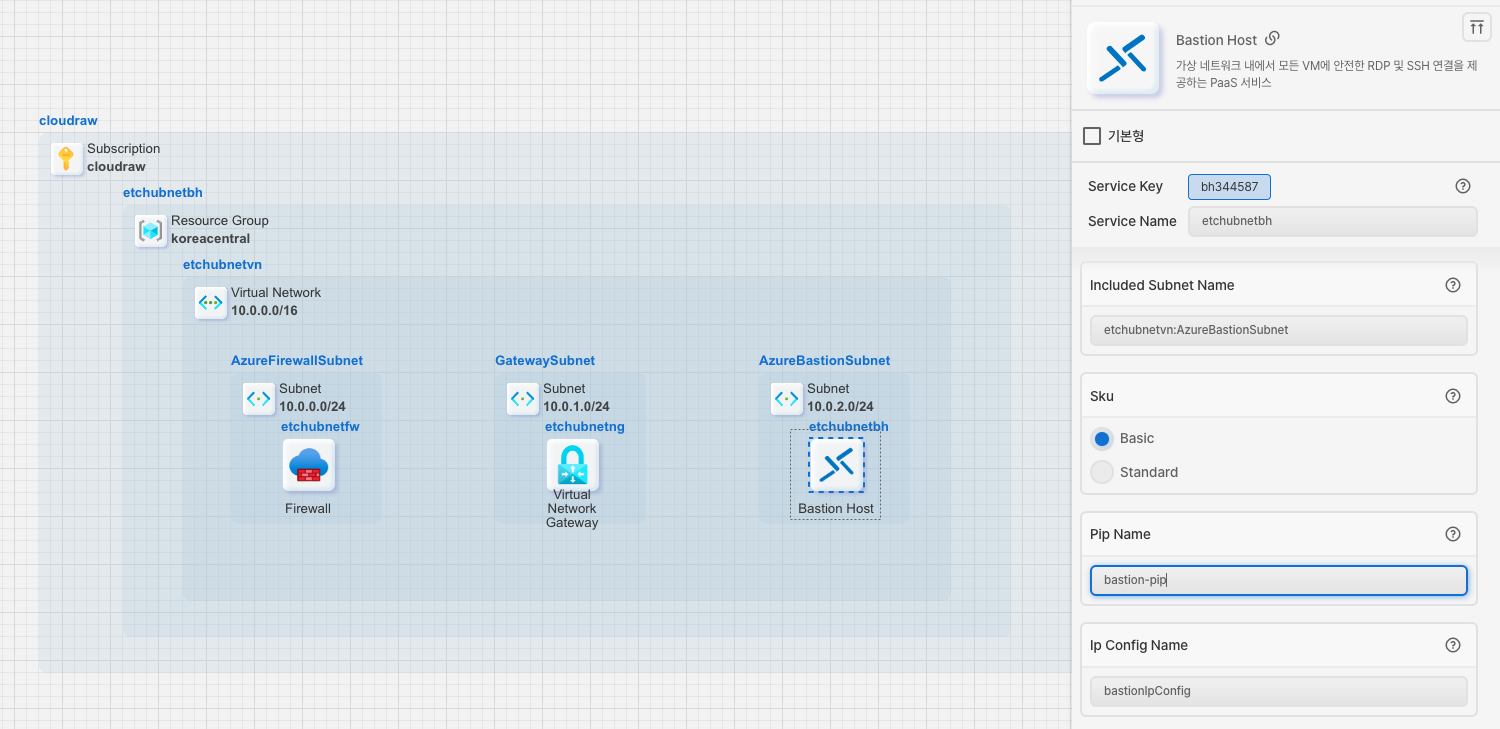 cloudraw
Subscription
cloudraw
etchubnetbh
Resource Group
koreacentral
etchubnetvn
Virtual Network
10.0.0.0/16
AzureFirewallSubnet
Subnet
10.0.0.0/24
etchubnetfw
Firewall
GatewaySubnet
Subnet
10.0.1.0/24
etchubnetng
Virtual
Network
Gateway
AzureBastionSubnet
Subnet
10.0.2.0/24
etchubnetbh
Bastion Host
Bastion Host
가상 네트워크 내에서 모든 VM에 안전한 RDP 및 SSH 연결을 제
공하는 PaaS 서비스
기본형
Service Key
bh344587
Service Name
etchubnetbh
Included Subnet Name
etchubnetvn:AzureBastionSubnet
Sku
Basic
Standard
Pip Name
bastion-pip
Ip Config Name
bastionIpConfig